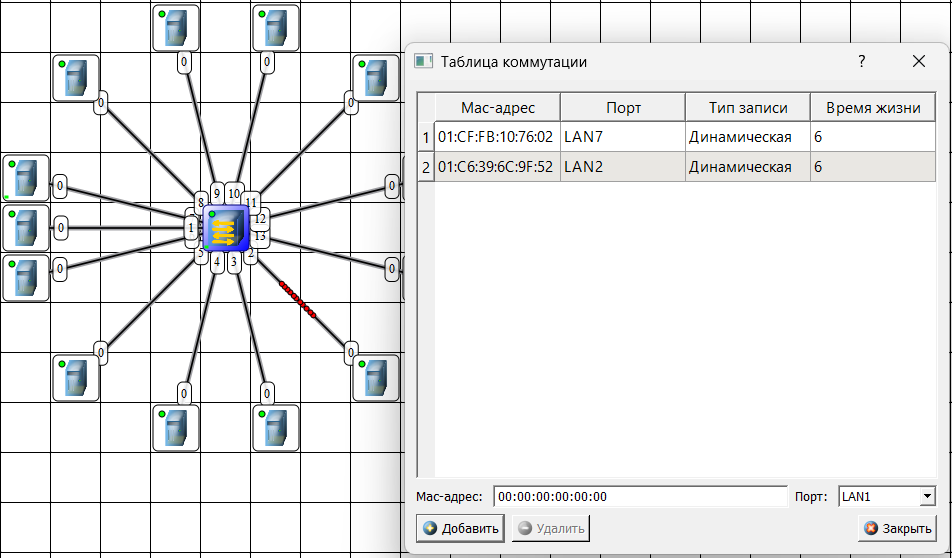 Таблица коммутации
?
Mac-адрес Порт Тип записи Время жизни
1 01:CF:FB:10:76:02 LAN7 Динамическая 6
2 01:C6:39:6C:9F:52 LAN2 Динамическая 6
Mac-адрес: 00:00:00:00:00:00 Порт: LAN1
Добавить Удалить Закрыть
0 0
0 0
9 10
8 11
0 12 0
0 1
0 5 13 0
4 3 2
0 0
0 0